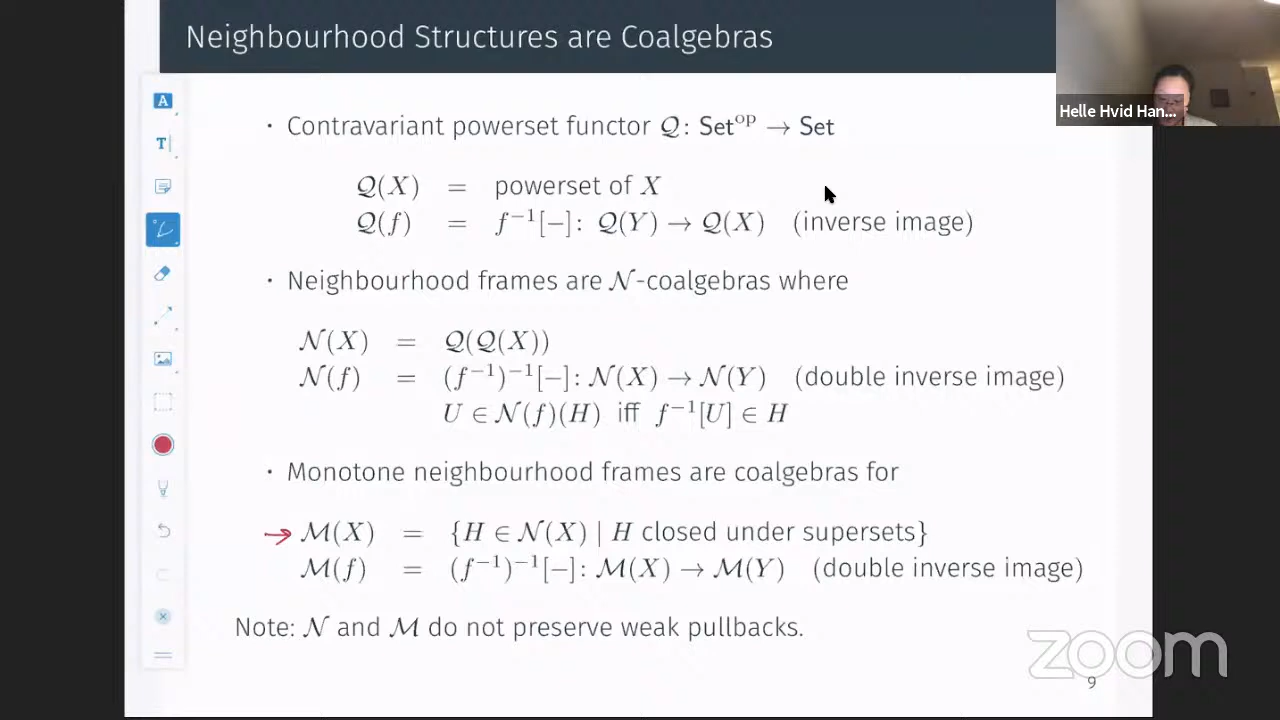 Neighbourhood Structures are Coalgebras
Helle Hvid Han...
A
T
· Contravariant powerset functor 𝒬: Setᵒᵖ → Set
𝒬(X) = powerset of X
𝒬(f) = f⁻¹[−]: 𝒬(Y) → 𝒬(X) (inverse image)
· Neighbourhood frames are 𝒩-coalgebras where
𝒩(X) = 𝒬(𝒬(X))
𝒩(f) = (f⁻¹)⁻¹[−]: 𝒩(X) → 𝒩(Y) (double inverse image)
U ∈ 𝒩(f)(H) iff f⁻¹[U] ∈ H
· Monotone neighbourhood frames are coalgebras for
→ ℳ(X) = {H ∈ 𝒩(X) | H closed under supersets}
ℳ(f) = (f⁻¹)⁻¹[−]: ℳ(X) → ℳ(Y) (double inverse image)
Note: 𝒩 and ℳ do not preserve weak pullbacks.
zoom
9